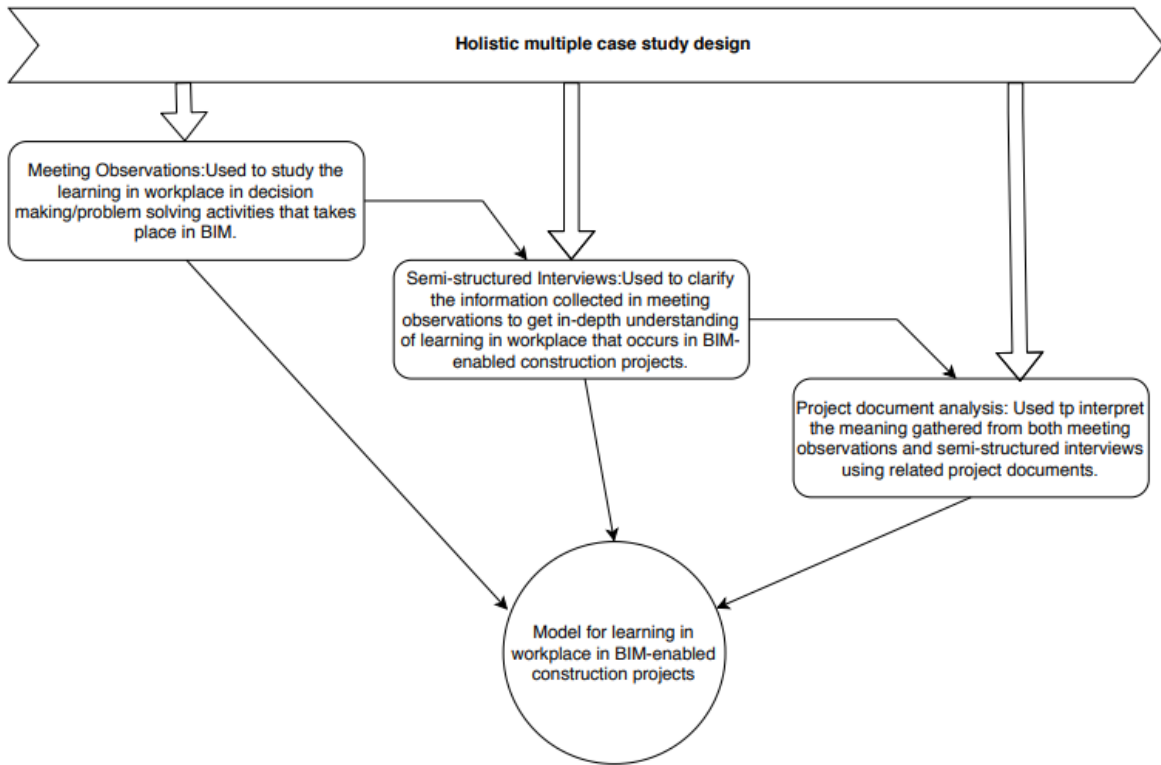 Holistic multiple case study design
Meeting Observations:Used to study the
learning in workplace in decision
making/problem solving activities that takes
place in BIM.
Semi-structured Interviews:Used to clarify
the information collected in meeting
observations to get in-depth understanding
of learning in workplace that occurs in BIM-
enabled construction projects.
Project document analysis: Used tp interpret
the meaning gathered from both meeting
observations and semi-structured interviews
using related project documents.
Model for learning in
workplace in BIM-enabled
construction projects